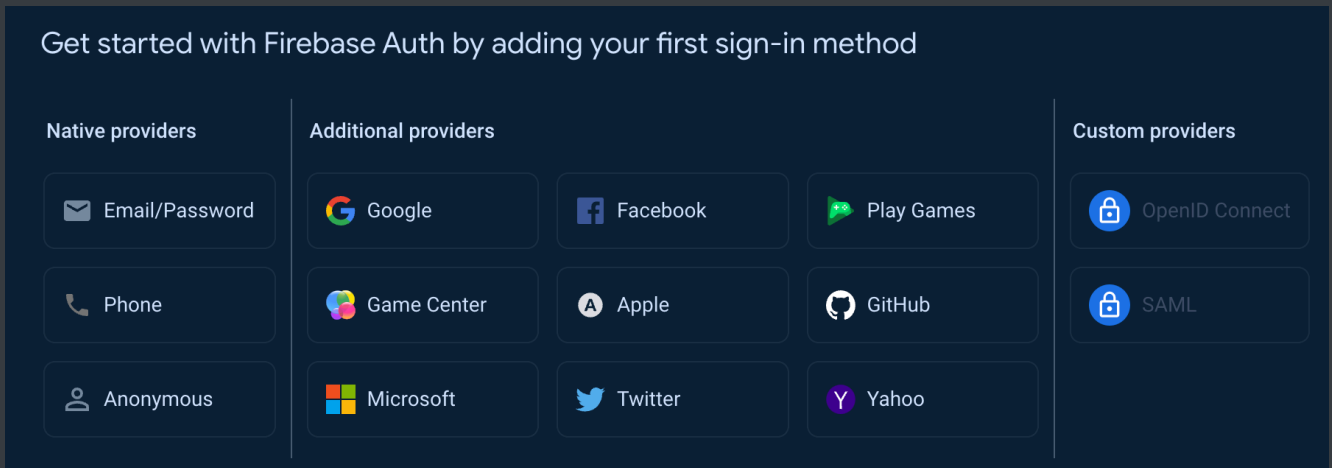 Get started with Firebase Auth by adding your first sign-in method
Native providers
Email/Password
Phone
Anonymous
Additional providers
Google
Facebook
Play Games
Game Center
Apple
GitHub
Microsoft
Twitter
Yahoo
Custom providers
OpenID Connect
SAML